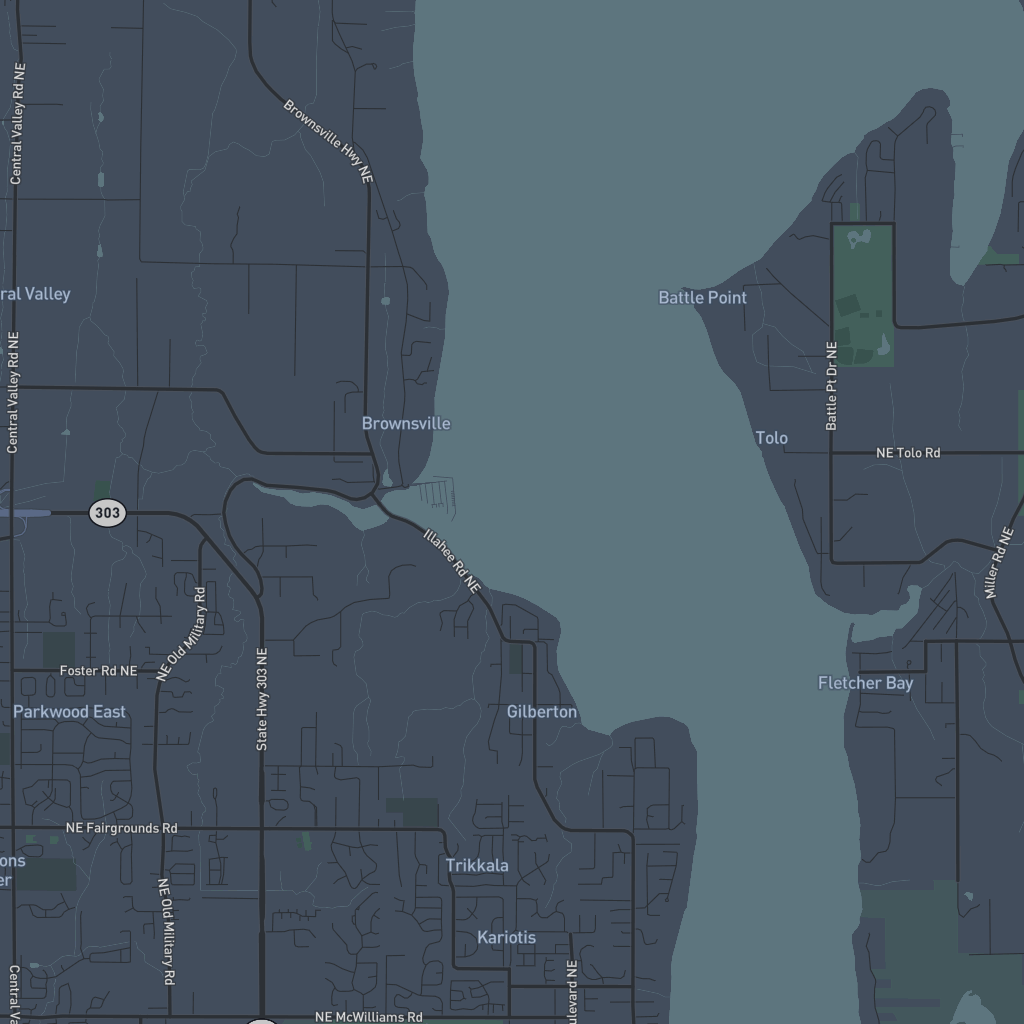 Central Valley Rd NE
Brownsville Hwy NE
ral Valley
Battle Point
Central Valley Rd NE
Battle Pt Dr NE
Brownsville
Tolo
NE Tolo Rd
303
Illahee Rd NE
Miller Rd NE
NE Old Military Rd
Foster Rd NE
State Hwy 303 NE
Fletcher Bay
Parkwood East
Gilberton
NE Fairgrounds Rd
ons
er
Trikkala
NE Old Military Rd
Kariotis
Central Va
ulevard NE
NE McWilliams Rd